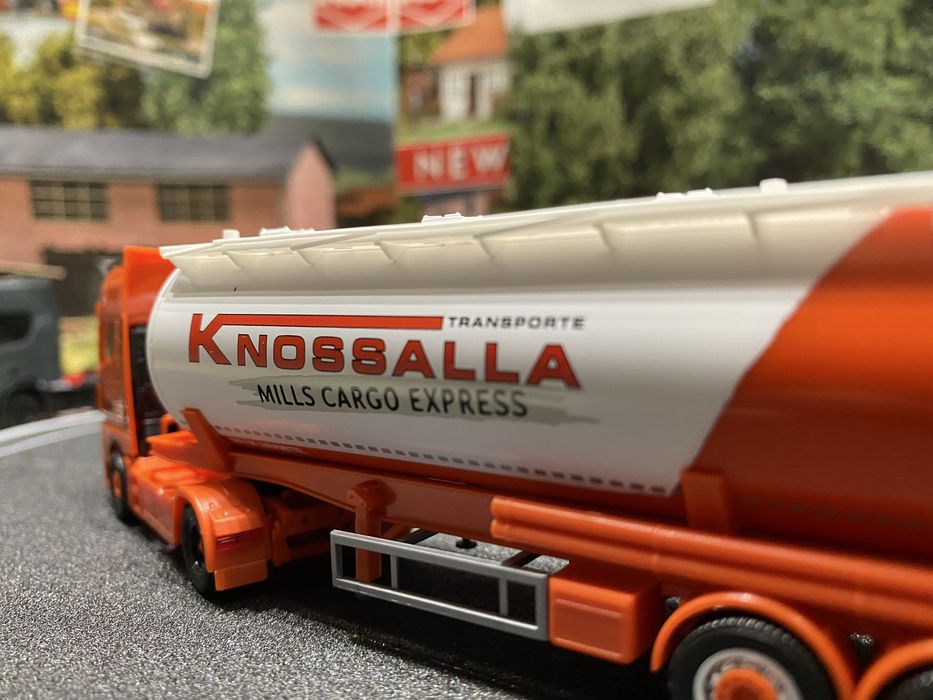 NEW
TRANSPORTE
KNOSSALLA
MILLS CARGO EXPRESS